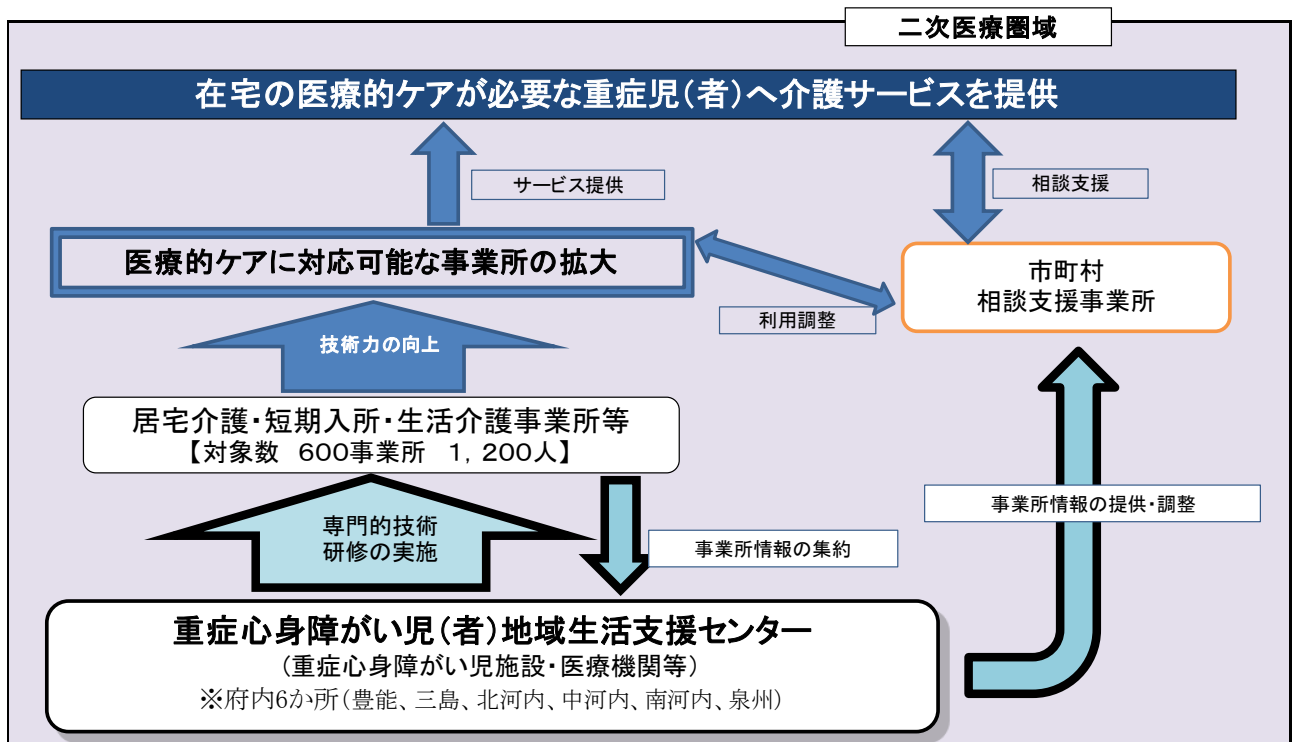 二次医療圏域
在宅の医療的ケアが必要な重症児(者)へ介護サービスを提供
サービス提供
相談支援
医療的ケアに対応可能な事業所の拡大
市町村
相談支援事業所
利用調整
技術力の向上
居宅介護・短期入所・生活介護事業所等
【対象数 600事業所 1,200人】
専門的技術
研修の実施
事業所情報の集約
事業所情報の提供・調整
重症心身障がい児(者)地域生活支援センター
(重症心身障がい児施設・医療機関等)
※府内6か所(豊能、三島、北河内、中河内、南河内、泉州)